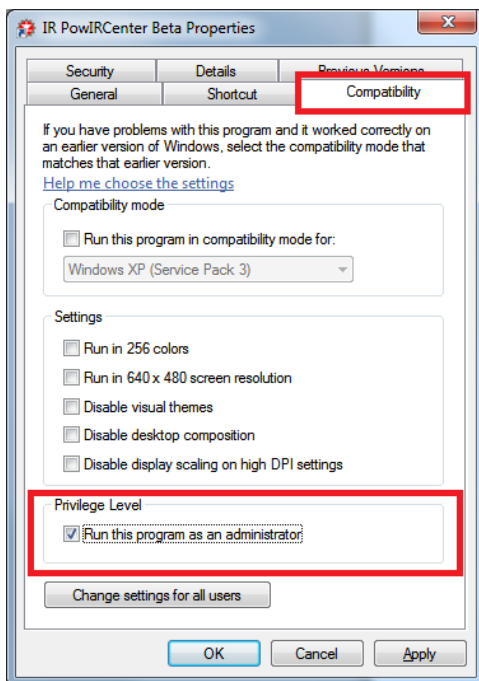 IR PowIRCenter Beta Properties
Security Details Previous Versions
General Shortcut Compatibility
If you have problems with this program and it worked correctly on
an earlier version of Windows, select the compatibility mode that
matches that earlier version.
Help me choose the settings
Compatibility mode
Run this program in compatibility mode for:
Windows XP (Service Pack 3)
Settings
Run in 256 colors
Run in 640 x 480 screen resolution
Disable visual themes
Disable desktop composition
Disable display scaling on high DPI settings
Privilege Level
Run this program as an administrator
Change settings for all users
OK Cancel Apply